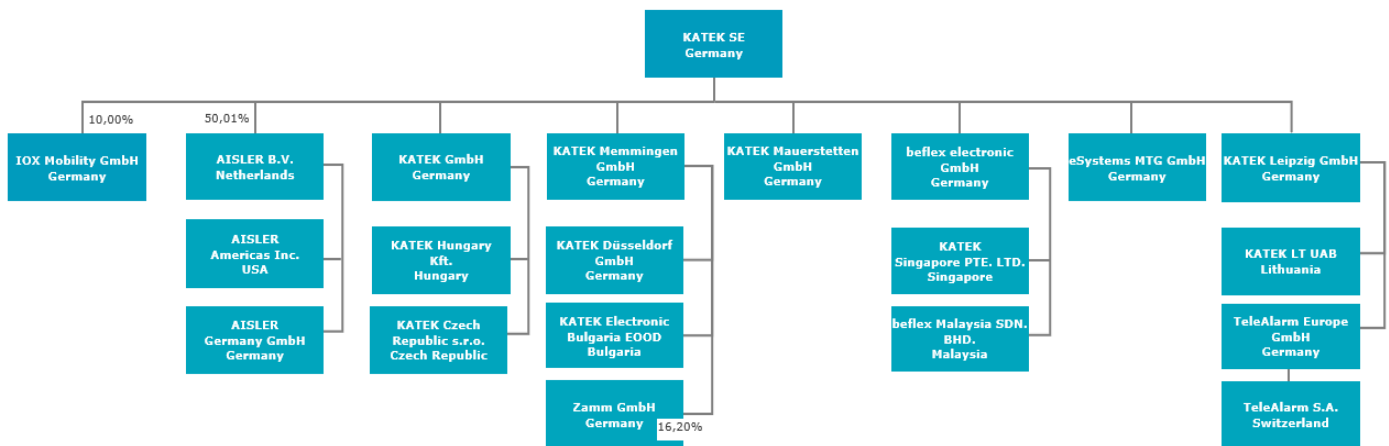 KATEK SE
Germany
10,00%
50,01%
IOX Mobility GmbH
Germany
AISLER B.V.
Netherlands
KATEK GmbH
Germany
KATEK Memmingen
GmbH
Germany
KATEK Mauerstetten
GmbH
Germany
beflex electronic
GmbH
Germany
eSystems MTG GmbH
Germany
KATEK Leipzig GmbH
Germany
AISLER
Americas Inc.
USA
KATEK Hungary
Kft.
Hungary
KATEK Düsseldorf
GmbH
Germany
KATEK
Singapore PTE. LTD.
Singapore
KATEK LT UAB
Lithuania
AISLER
Germany GmbH
Germany
KATEK Czech
Republic s.r.o.
Czech Republic
KATEK Electronic
Bulgaria EOOD
Bulgaria
beflex Malaysia SDN.
BHD.
Malaysia
TeleAlarm Europe
GmbH
Germany
Zamm GmbH
Germany
16,20%
TeleAlarm S.A.
Switzerland